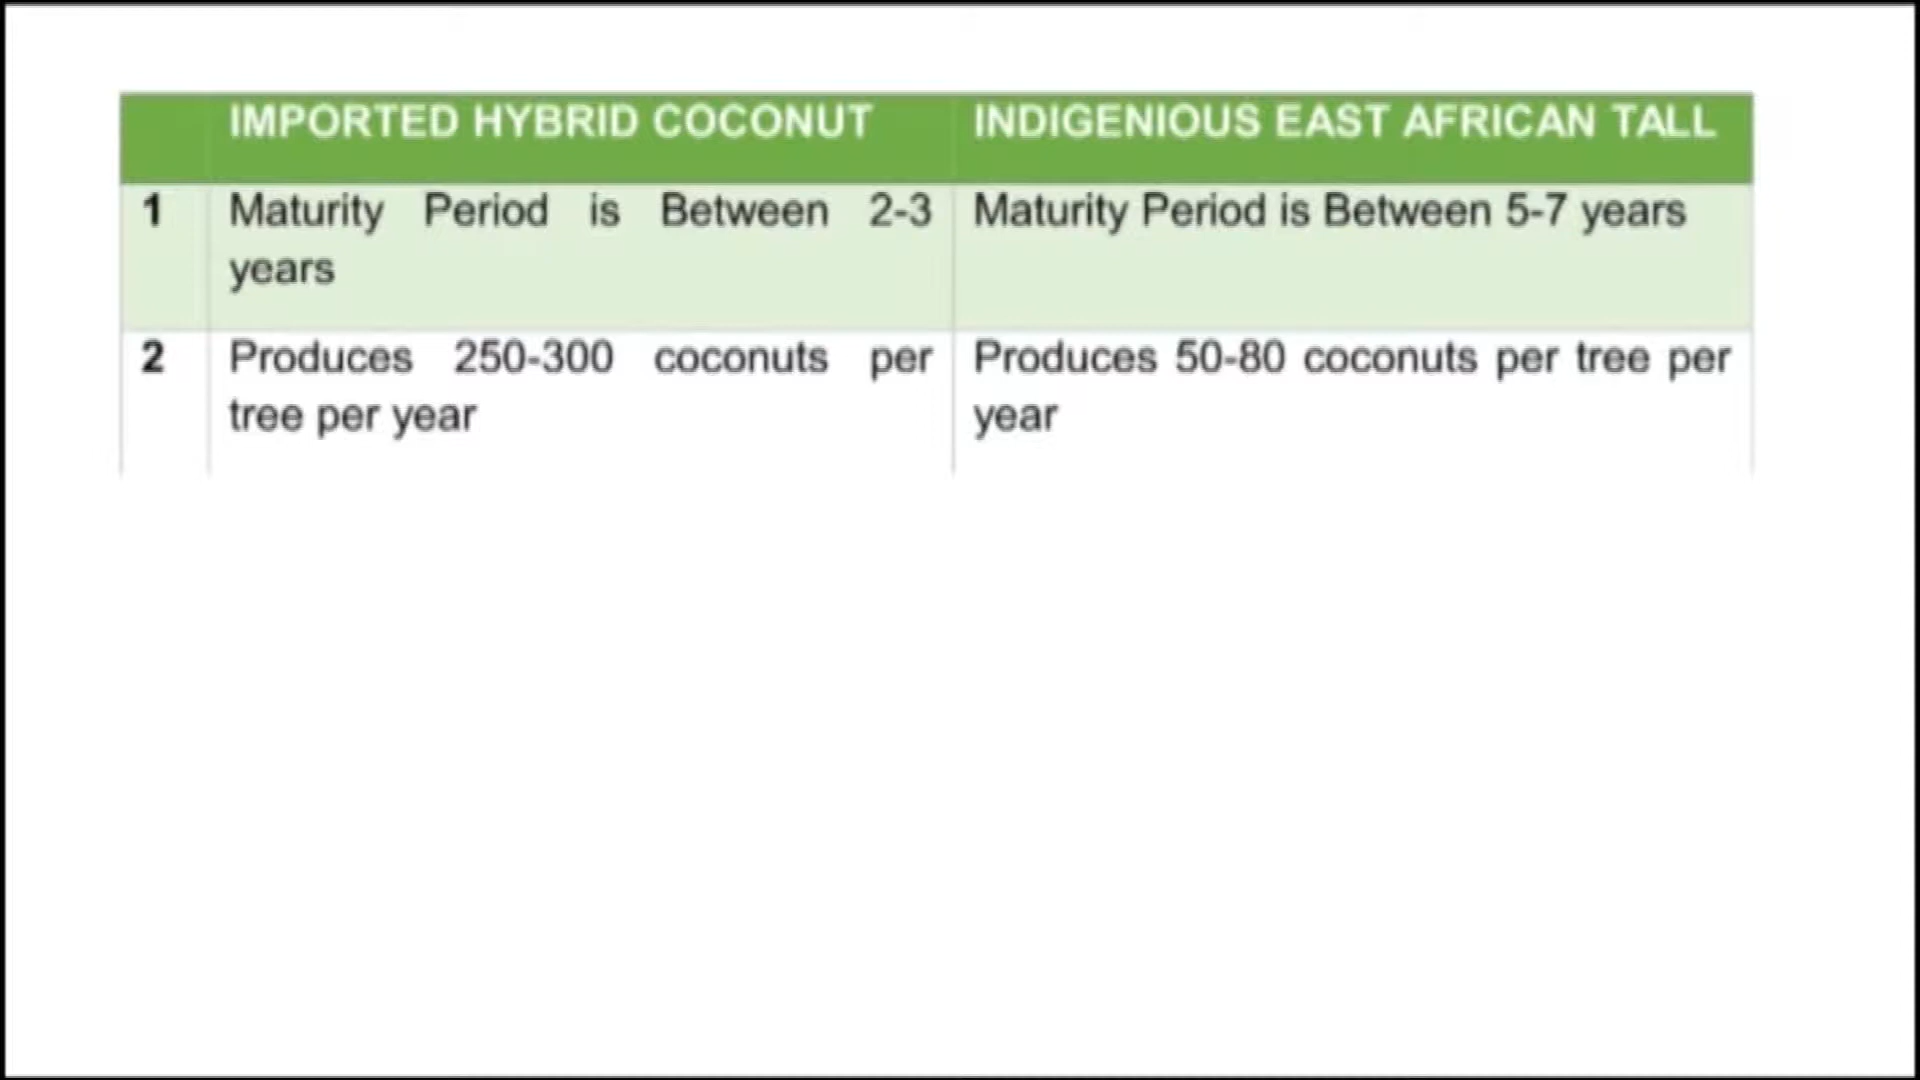 IMPORTED HYBRID COCONUT INDIGENIOUS EAST AFRICAN TALL
1 Maturity Period is Between 2-3 Maturity Period is Between 5-7 years
years
2 Produces 250-300 coconuts per Produces 50-80 coconuts per tree per
tree per year year